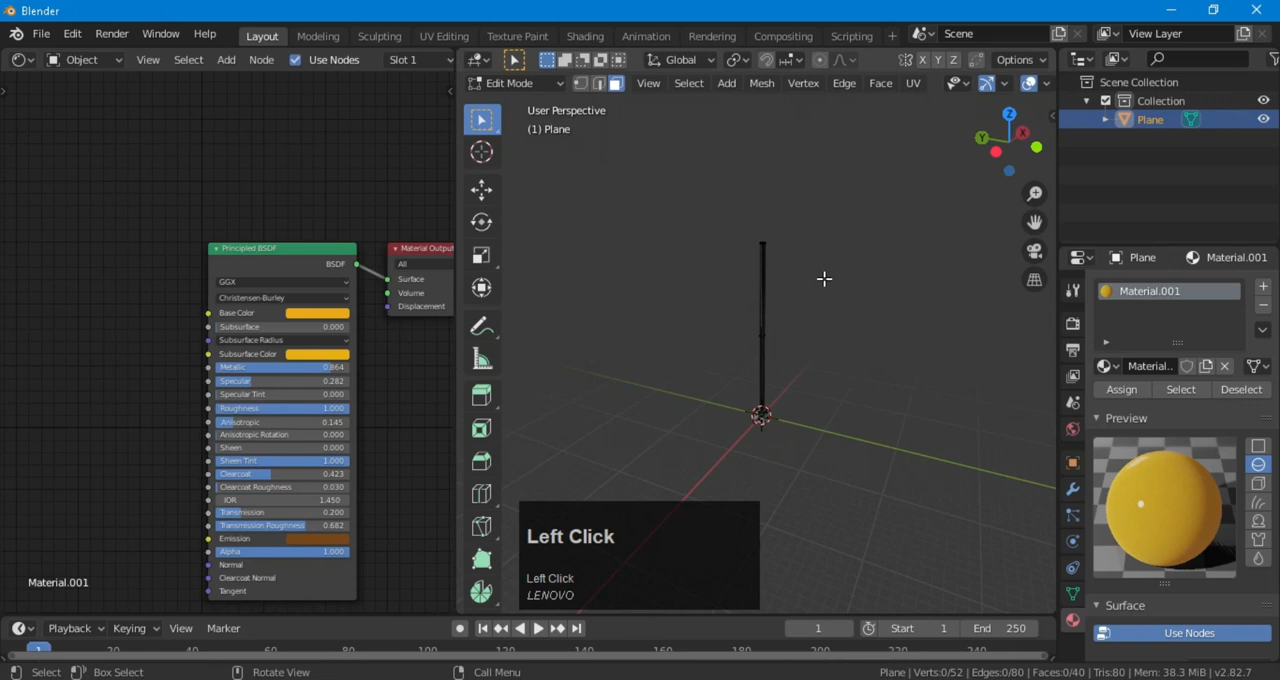 Blender
File Edit Render Window Help
Layout Modeling Sculpting UV Editing Texture Paint Shading Animation Rendering Compositing Scripting
Scene
View Layer
Object View Select Add Node Use Nodes Slot 1
Global X Y Z Options
Edit Mode View Select Add Mesh Vertex Edge Face UV
User Perspective
(1) Plane
Z
X
Y
Scene Collection
Collection
Plane
Plane Material.001
Material.001
Material..
Assign Select Deselect
Preview
Surface
Use Nodes
Principled BSDF
BSDF
GGX
Christensen-Burley
Base Color
Subsurface 0.000
Subsurface Radius
Subsurface Color
Metallic 0.864
Specular 0.282
Specular Tint 0.000
Roughness 1.000
Anisotropic 0.145
Anisotropic Rotation 0.000
Sheen 0.000
Sheen Tint 1.000
Clearcoat 0.423
Clearcoat Roughness 0.030
IOR 1.450
Transmission 0.200
Transmission Roughness 0.682
Emission
Alpha 1.000
Normal
Clearcoat Normal
Tangent
Material Output
All
Surface
Volume
Displacement
Material.001
Left Click
Left Click
LENOVO
Playback Keying View Marker
1 Start 1 End 250
1 20 40 60 80 100 120 140 160 180 200 220 240
Select Box Select Rotate View Call Menu
Plane | Verts:0/52 | Edges:0/80 | Faces:0/40 | Tris:80 | Mem: 38.3 MiB | v2.82.7